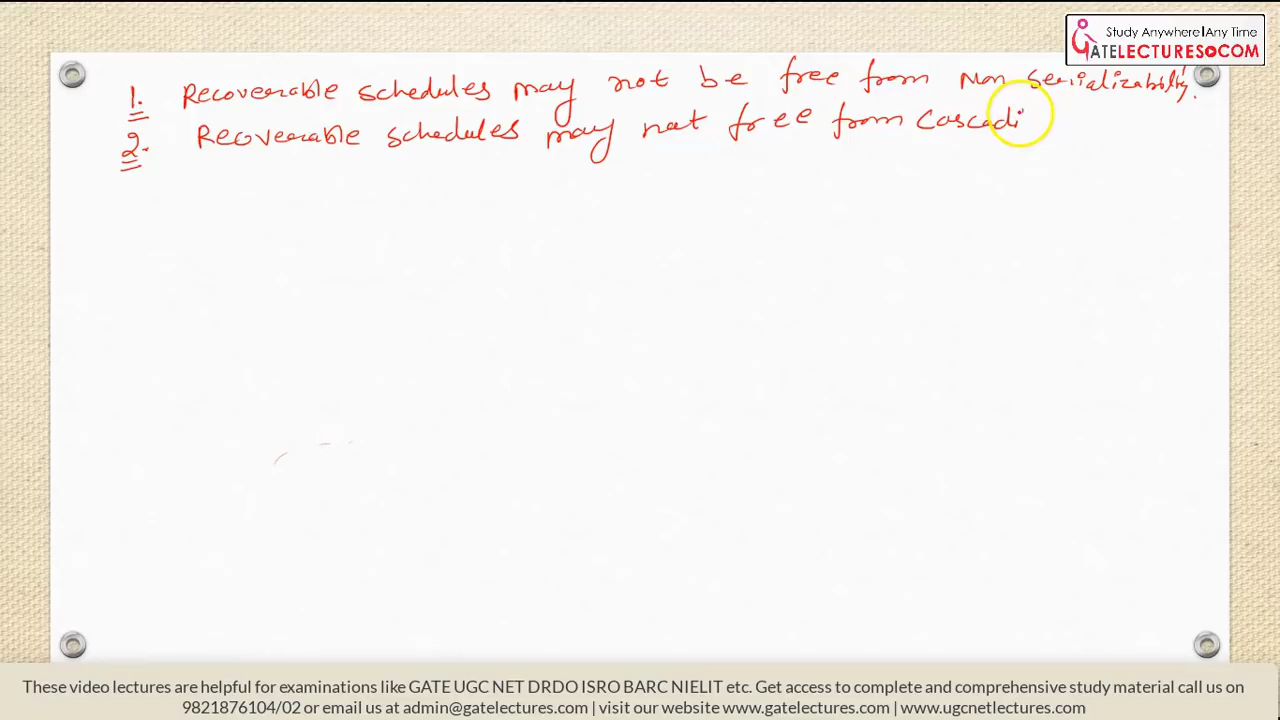 Study Anywhere|Any Time
GATELECTURES.COM
1. Recoverable schedules may not be free from Non serializability.
2. Recoverable schedules may not free from Cascadi
These video lectures are helpful for examinations like GATE UGC NET DRDO ISRO BARC NIELIT etc. Get access to complete and comprehensive study material call us on
9821876104/02 or email us at admin@gatelectures.com | visit our website www.gatelectures.com | www.ugcnetlectures.com